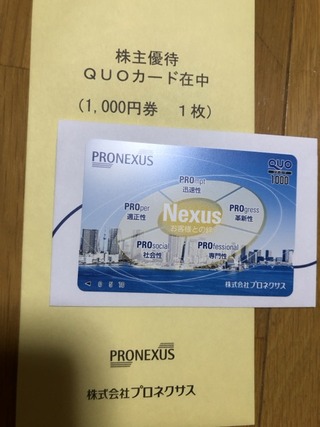 株主優待
QUOカード在中
(1,000円券 1枚)
PRONEXUS
QUO
1000
PROmpt
迅速性
PROper
適正性
Nexus
お客様との絆
PROgress
革新性
PROsocial
社会性
PROfessional
専門性
0 5 10
株式会社プロネクサス
PRONEXUS
株式会社プロネクサス